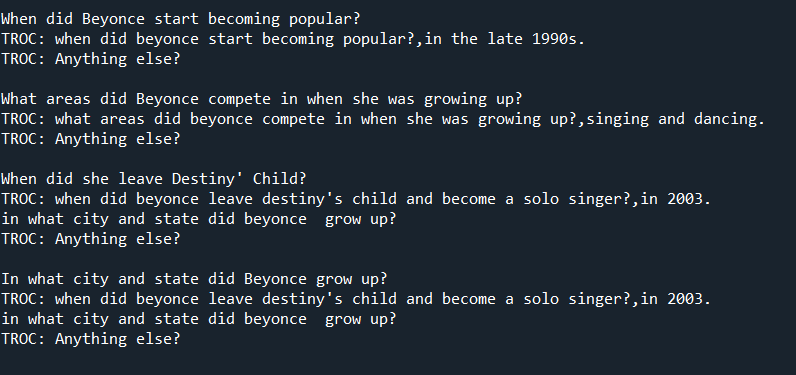 When did Beyonce start becoming popular?
TROC: when did beyonce start becoming popular?,in the late 1990s.
TROC: Anything else?
What areas did Beyonce compete in when she was growing up?
TROC: what areas did beyonce compete in when she was growing up?,singing and dancing.
TROC: Anything else?
When did she leave Destiny' Child?
TROC: when did beyonce leave destiny's child and become a solo singer?,in 2003.
in what city and state did beyonce  grow up?
TROC: Anything else?
In what city and state did Beyonce grow up?
TROC: when did beyonce leave destiny's child and become a solo singer?,in 2003.
in what city and state did beyonce  grow up?
TROC: Anything else?